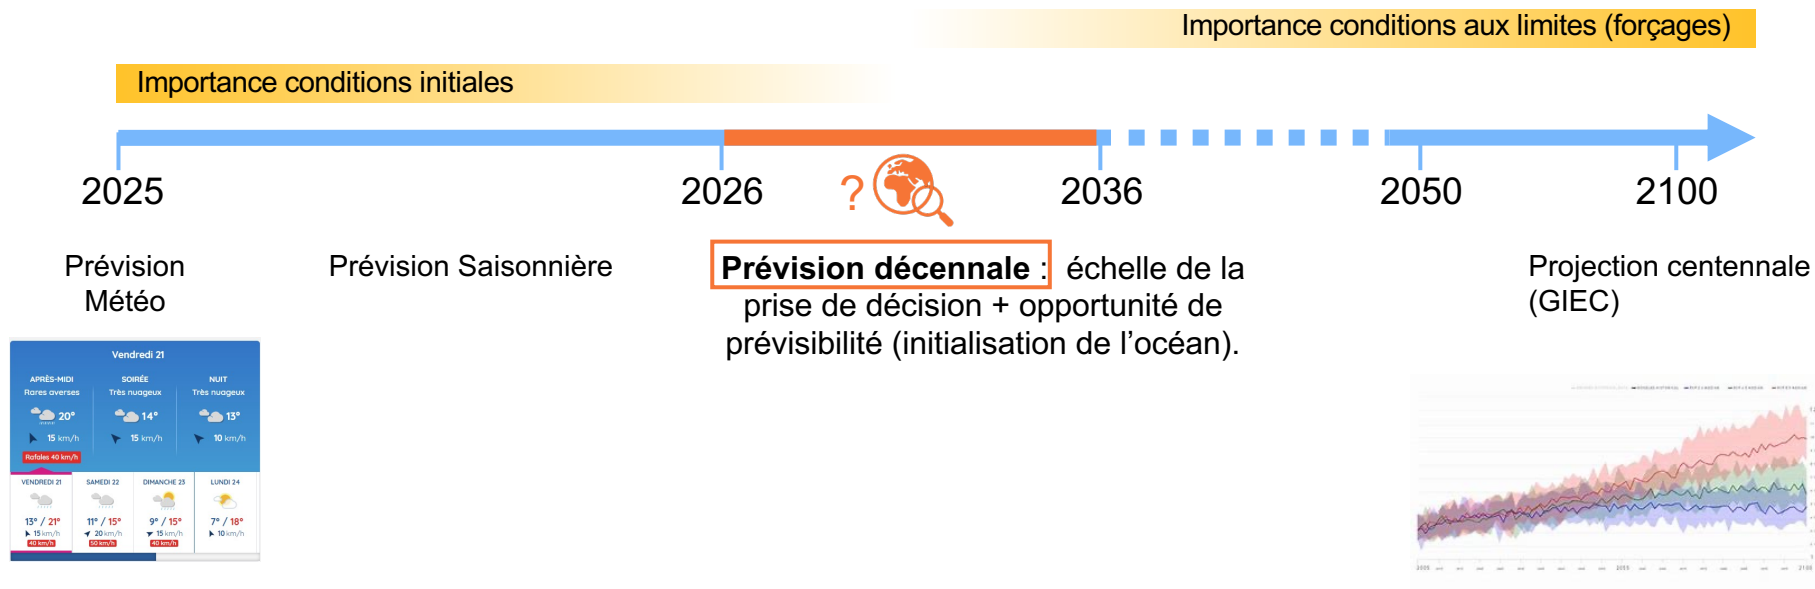 Importance conditions aux limites (forçages)
Importance conditions initiales
2025
2026
2036
2050
2100
?
Prévision
Météo
Prévision Saisonnière
Prévision décennale : échelle de la
prise de décision + opportunité de
prévisibilité (initialisation de l’océan).
Projection centennale
(GIEC)
Vendredi 21
APRÈS-MIDI SOIRÉE NUIT
Rares averses Très nuageux Très nuageux
20° 14° 13°
15 km/h 15 km/h 10 km/h
Rafales 40 km/h
VENDREDI 21 SAMEDI 22 DIMANCHE 23 LUNDI 24
13° / 21° 11° / 15° 9° / 15° 7° / 18°
15 km/h 20 km/h 15 km/h 10 km/h
40 km/h 50 km/h 40 km/h
2005 2100